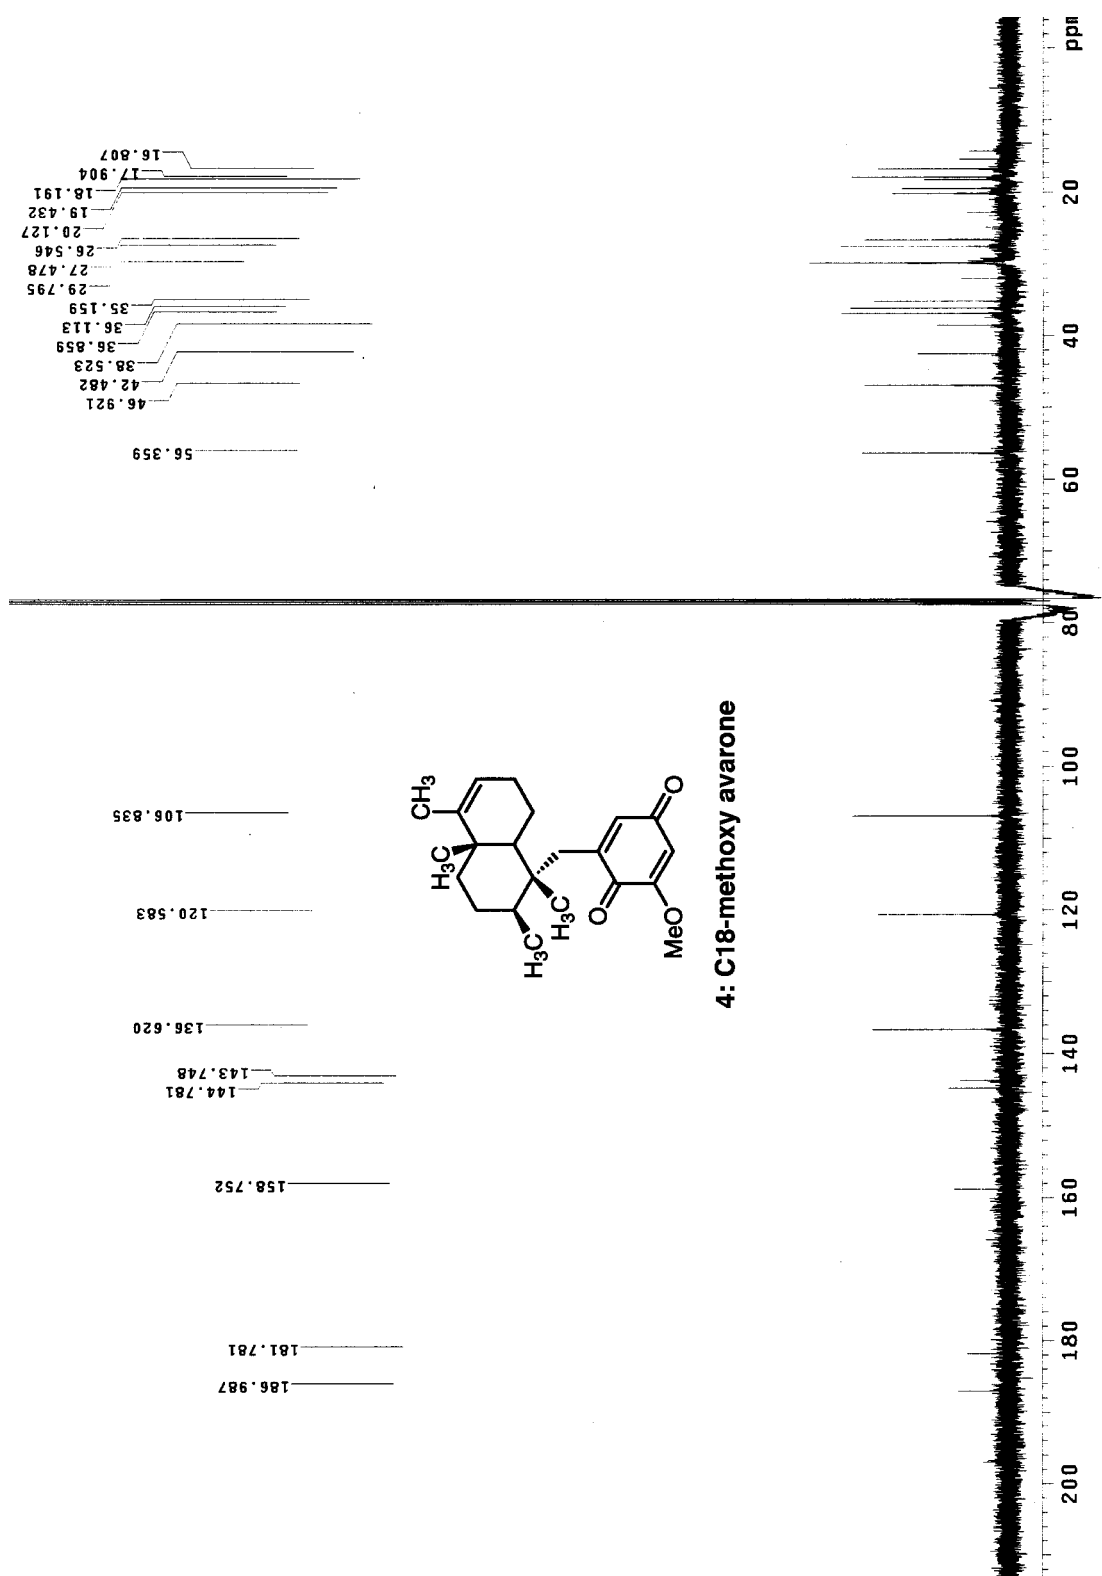 186.987
181.781
158.752
144.781
143.748
136.620
120.583
106.835
56.359
46.921
42.482
38.523
36.859
36.113
35.159
29.795
27.478
26.546
20.127
19.432
18.191
17.904
16.807
CH₃
H₃C
H₃C
H₃C
O
O
MeO
4: C18-methoxy avarone
200 180 160 140 120 100 80 60 40 20 ppm